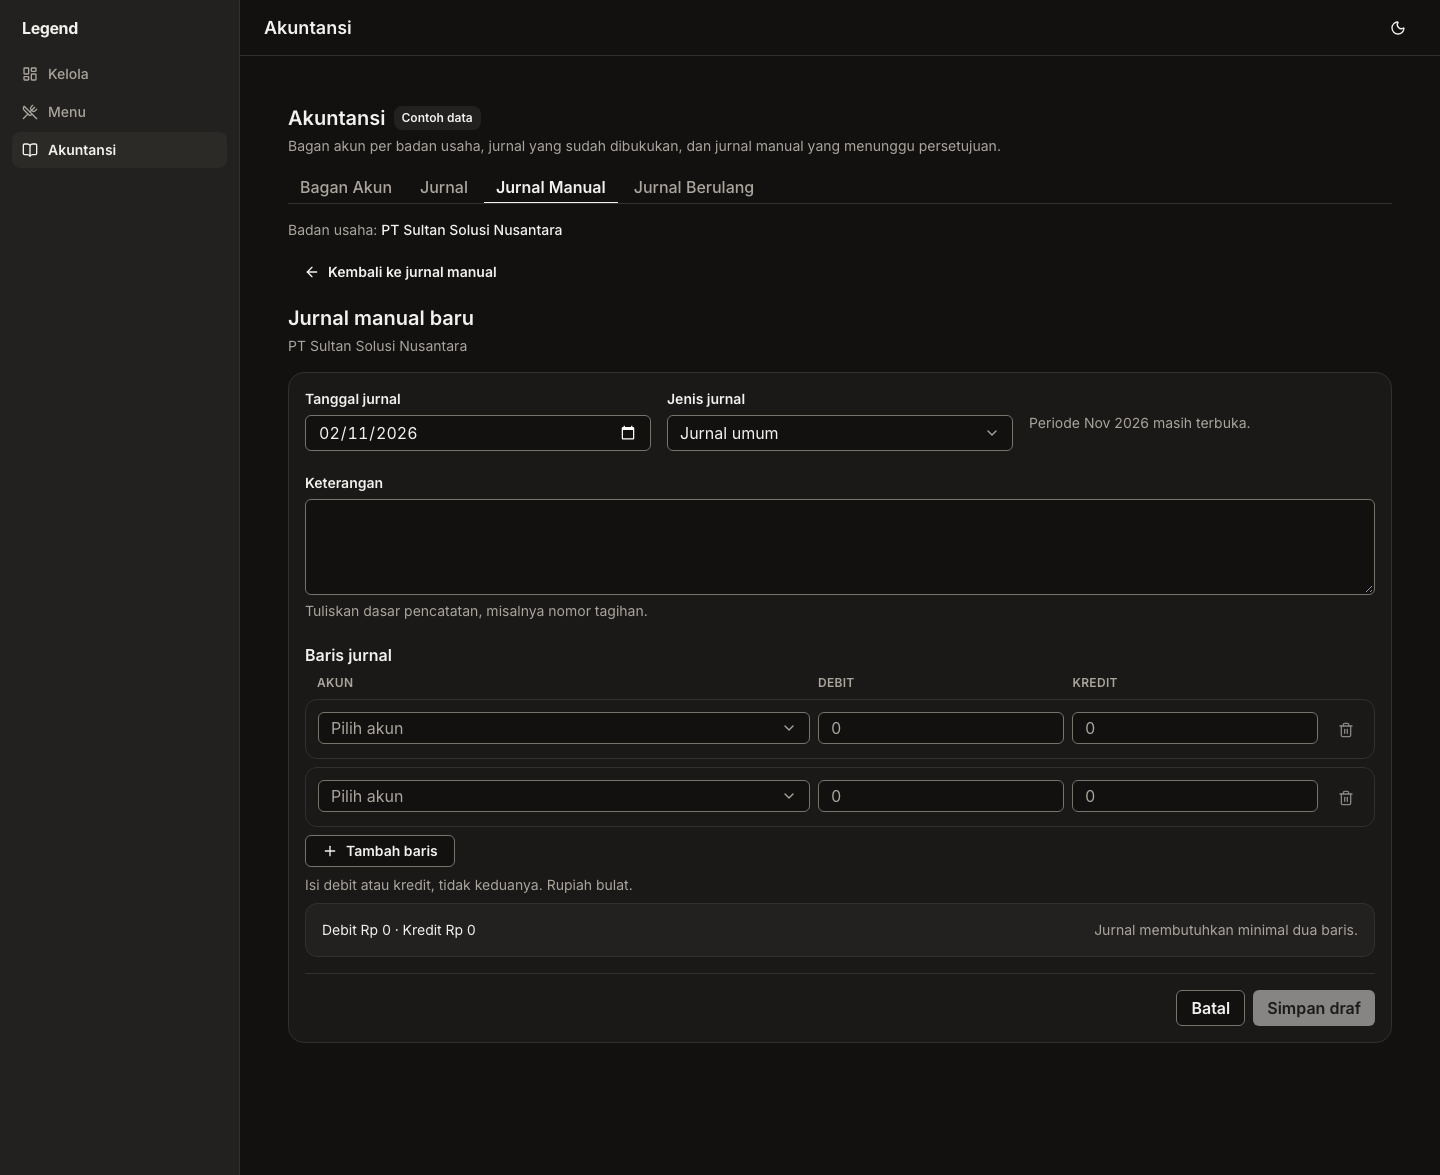 Legend
Kelola
Menu
Akuntansi
Akuntansi
Akuntansi Contoh data
Bagan akun per badan usaha, jurnal yang sudah dibukukan, dan jurnal manual yang menunggu persetujuan.
Bagan Akun Jurnal Jurnal Manual Jurnal Berulang
Badan usaha: PT Sultan Solusi Nusantara
Kembali ke jurnal manual
Jurnal manual baru
PT Sultan Solusi Nusantara
Tanggal jurnal Jenis jurnal
02/11/2026 Jurnal umum Periode Nov 2026 masih terbuka.
Keterangan
Tuliskan dasar pencatatan, misalnya nomor tagihan.
Baris jurnal
AKUN DEBIT KREDIT
Pilih akun 0 0
Pilih akun 0 0
Tambah baris
Isi debit atau kredit, tidak keduanya. Rupiah bulat.
Debit Rp 0 · Kredit Rp 0 Jurnal membutuhkan minimal dua baris.
Batal Simpan draf